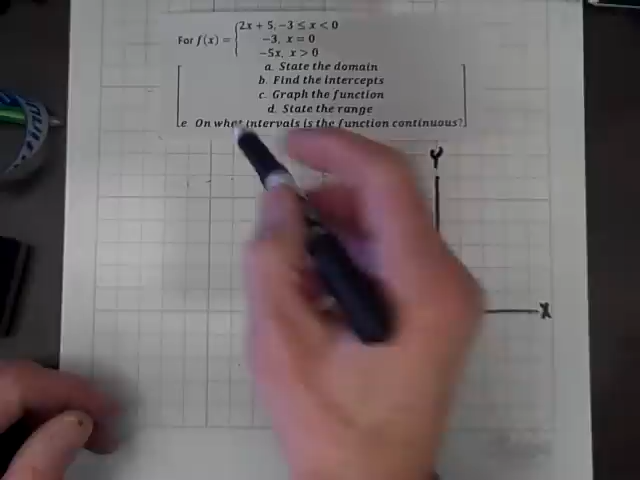 For f(x) = { 2x + 5, −3 ≤ x < 0
−3, x = 0
−5x, x > 0
a. State the domain
b. Find the intercepts
c. Graph the function
d. State the range
e. On what intervals is the function continuous?
Y
X